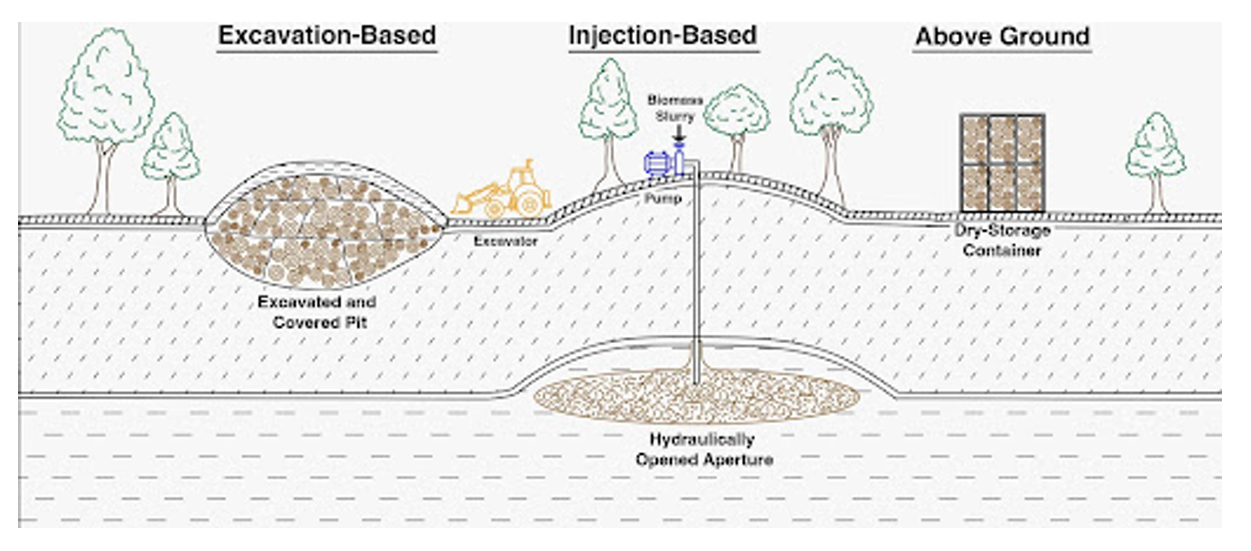 Excavation-Based
Injection-Based
Above Ground
Biomass
Slurry
Pump
Excavator
Dry-Storage
Container
Excavated and
Covered Pit
Hydraulically
Opened Aperture